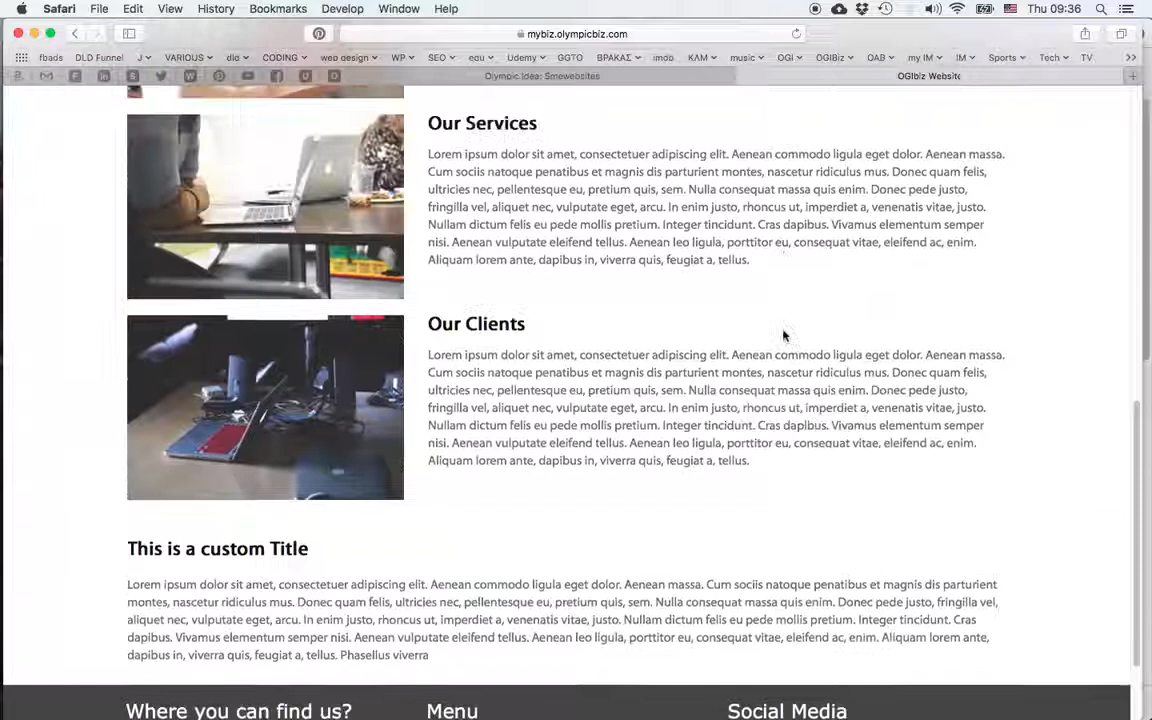 Safari File Edit View History Bookmarks Develop Window Help Thu 09:36
mybiz.olympicbiz.com
fbads DLD Funnel J VARIOUS dld CODING web design WP SEO edu Udemy GGTO ΒΡΑΚΑΣ imdb ΚΛΜ music OGI OGIBiz OAB my IM IM Sports Tech TV
Olympic Idea: Smewebsites OGIbiz Website
Our Services
Lorem ipsum dolor sit amet, consectetuer adipiscing elit. Aenean commodo ligula eget dolor. Aenean massa.
Cum sociis natoque penatibus et magnis dis parturient montes, nascetur ridiculus mus. Donec quam felis,
ultricies nec, pellentesque eu, pretium quis, sem. Nulla consequat massa quis enim. Donec pede justo,
fringilla vel, aliquet nec, vulputate eget, arcu. In enim justo, rhoncus ut, imperdiet a, venenatis vitae, justo.
Nullam dictum felis eu pede mollis pretium. Integer tincidunt. Cras dapibus. Vivamus elementum semper
nisi. Aenean vulputate eleifend tellus. Aenean leo ligula, porttitor eu, consequat vitae, eleifend ac, enim.
Aliquam lorem ante, dapibus in, viverra quis, feugiat a, tellus.
Our Clients
Lorem ipsum dolor sit amet, consectetuer adipiscing elit. Aenean commodo ligula eget dolor. Aenean massa.
Cum sociis natoque penatibus et magnis dis parturient montes, nascetur ridiculus mus. Donec quam felis,
ultricies nec, pellentesque eu, pretium quis, sem. Nulla consequat massa quis enim. Donec pede justo,
fringilla vel, aliquet nec, vulputate eget, arcu. In enim justo, rhoncus ut, imperdiet a, venenatis vitae, justo.
Nullam dictum felis eu pede mollis pretium. Integer tincidunt. Cras dapibus. Vivamus elementum semper
nisi. Aenean vulputate eleifend tellus. Aenean leo ligula, porttitor eu, consequat vitae, eleifend ac, enim.
Aliquam lorem ante, dapibus in, viverra quis, feugiat a, tellus.
This is a custom Title
Lorem ipsum dolor sit amet, consectetuer adipiscing elit. Aenean commodo ligula eget dolor. Aenean massa. Cum sociis natoque penatibus et magnis dis parturient
montes, nascetur ridiculus mus. Donec quam felis, ultricies nec, pellentesque eu, pretium quis, sem. Nulla consequat massa quis enim. Donec pede justo, fringilla vel,
aliquet nec, vulputate eget, arcu. In enim justo, rhoncus ut, imperdiet a, venenatis vitae, justo. Nullam dictum felis eu pede mollis pretium. Integer tincidunt. Cras
dapibus. Vivamus elementum semper nisi. Aenean vulputate eleifend tellus. Aenean leo ligula, porttitor eu, consequat vitae, eleifend ac, enim. Aliquam lorem ante,
dapibus in, viverra quis, feugiat a, tellus. Phasellus viverra
Where you can find us? Menu Social Media